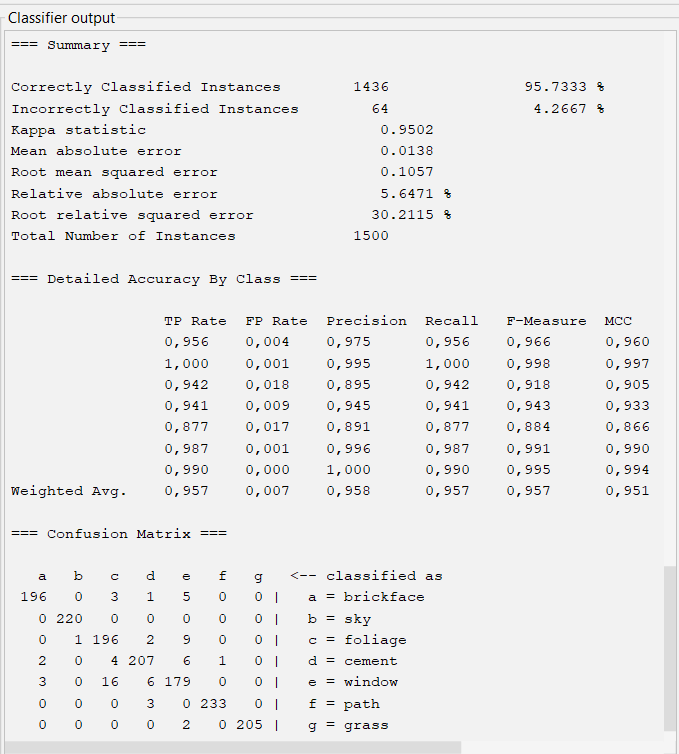 Classifier output
=== Summary ===
Correctly Classified Instances 1436 95.7333 %
Incorrectly Classified Instances 64 4.2667 %
Kappa statistic 0.9502
Mean absolute error 0.0138
Root mean squared error 0.1057
Relative absolute error 5.6471 %
Root relative squared error 30.2115 %
Total Number of Instances 1500
=== Detailed Accuracy By Class ===
TP Rate FP Rate Precision Recall F-Measure MCC
0,956 0,004 0,975 0,956 0,966 0,960
1,000 0,001 0,995 1,000 0,998 0,997
0,942 0,018 0,895 0,942 0,918 0,905
0,941 0,009 0,945 0,941 0,943 0,933
0,877 0,017 0,891 0,877 0,884 0,866
0,987 0,001 0,996 0,987 0,991 0,990
0,990 0,000 1,000 0,990 0,995 0,994
Weighted Avg. 0,957 0,007 0,958 0,957 0,957 0,951
=== Confusion Matrix ===
a b c d e f g <-- classified as
196 0 3 1 5 0 0 | a = brickface
0 220 0 0 0 0 0 | b = sky
0 1 196 2 9 0 0 | c = foliage
2 0 4 207 6 1 0 | d = cement
3 0 16 6 179 0 0 | e = window
0 0 0 3 0 233 0 | f = path
0 0 0 0 2 0 205 | g = grass